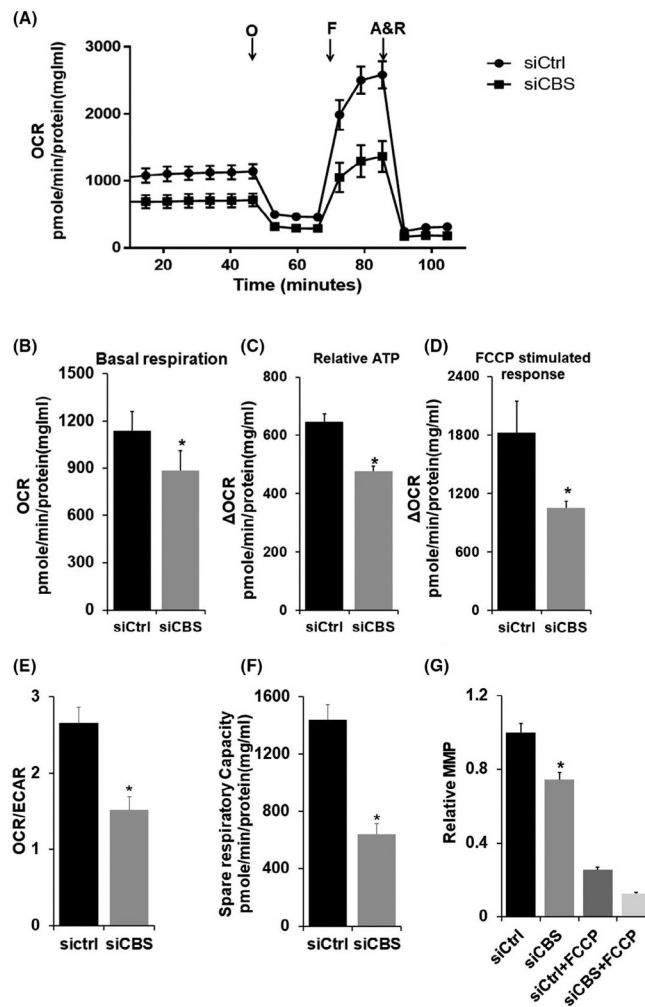 (A)
O F A&R
siCtrl
siCBS
OCR
pmole/min/protein(mglml)
3000
2000
1000
0
20 40 60 80 100
Time (minutes)
(B) Basal respiration
OCR
pmole/min/protein(mglml)
1500
1200
900
600
300
0
*
siCtrl siCBS
(C) Relative ATP
ΔOCR
pmole/min/protein(mg/ml)
800
600
400
200
0
*
siCtrl siCBS
(D) FCCP stimulated
response
ΔOCR
pmole/min/protein(mg/ml)
2400
1800
1200
600
0
*
siCtrl siCBS
(E)
OCR/ECAR
3
2
1
0
*
sictrl siCBS
(F)
Spare respiratory Capacity
pmole/min/protein(mg/ml)
1600
1200
800
400
0
*
siCtrl siCBS
(G)
Relative MMP
1.2
0.8
0.4
0
*
siCtrl
siCBS
siCtrl+FCCP
siCBS+FCCP